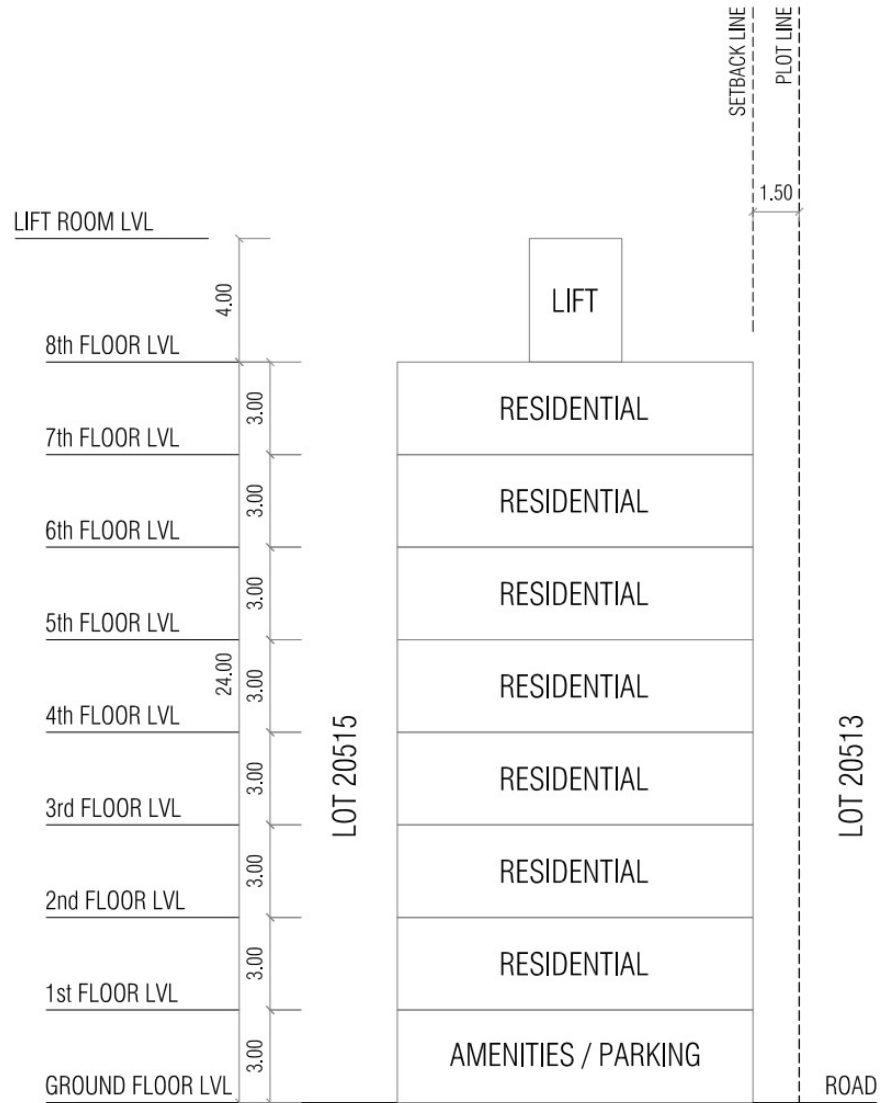 SETBACK LINE
PLOT LINE
1.50
LIFT ROOM LVL
4.00
LIFT
8th FLOOR LVL
3.00
RESIDENTIAL
7th FLOOR LVL
3.00
RESIDENTIAL
6th FLOOR LVL
3.00
RESIDENTIAL
5th FLOOR LVL
24.00
3.00
RESIDENTIAL
4th FLOOR LVL
LOT 20515
LOT 20513
3.00
RESIDENTIAL
3rd FLOOR LVL
3.00
RESIDENTIAL
2nd FLOOR LVL
3.00
RESIDENTIAL
1st FLOOR LVL
3.00
AMENITIES / PARKING
GROUND FLOOR LVL
ROAD